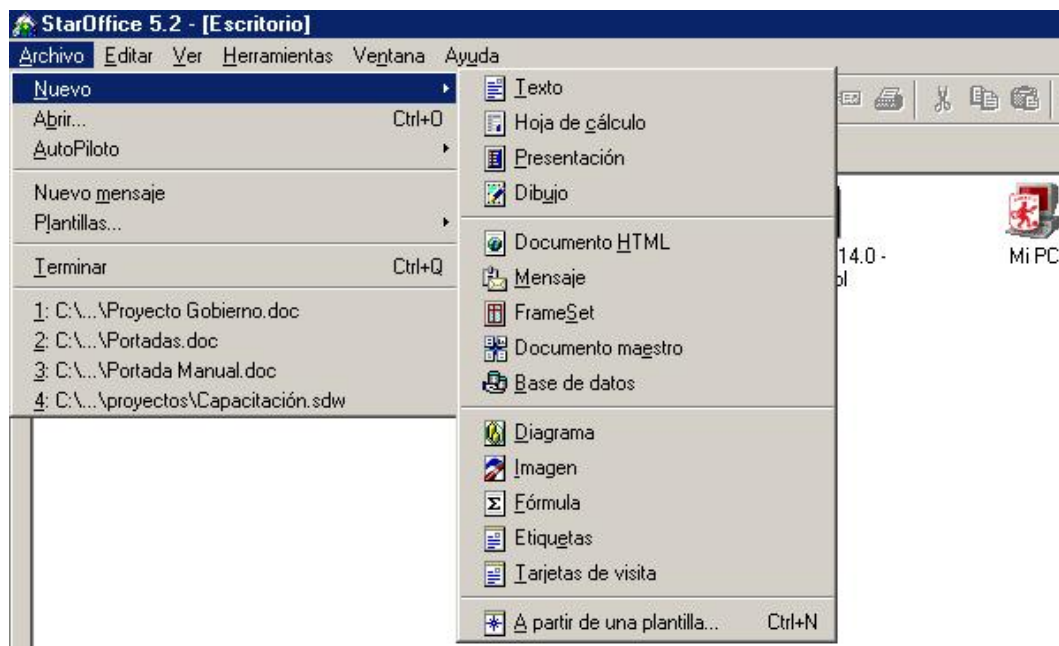 StarOffice 5.2 - [Escritorio]
Archivo Editar Ver Herramientas Ventana Ayuda
Nuevo
Abrir... Ctrl+O
AutoPiloto
Nuevo mensaje
Plantillas...
Terminar Ctrl+Q
1: C:\...\Proyecto Gobierno.doc
2: C:\...\Portadas.doc
3: C:\...\Portada Manual.doc
4: C:\...\proyectos\Capacitación.sdw
Texto
Hoja de cálculo
Presentación
Dibujo
Documento HTML
Mensaje
FrameSet
Documento maestro
Base de datos
Diagrama
Imagen
Fórmula
Etiquetas
Tarjetas de visita
A partir de una plantilla... Ctrl+N
14.0 -
Mi PC